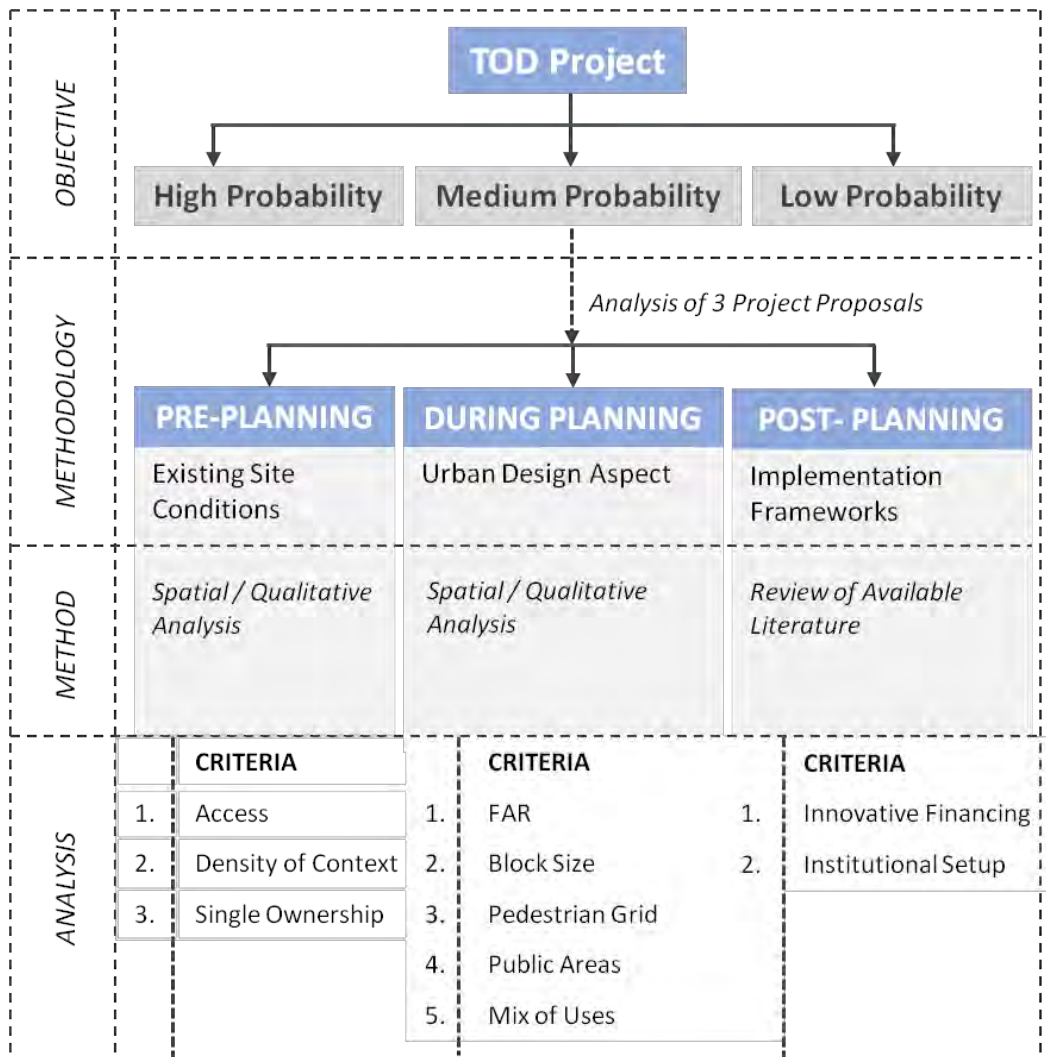 OBJECTIVE
TOD Project
High Probability
Medium Probability
Low Probability
METHODOLOGY
Analysis of 3 Project Proposals
PRE-PLANNING
Existing Site
Conditions
DURING PLANNING
Urban Design Aspect
POST- PLANNING
Implementation
Frameworks
METHOD
Spatial / Qualitative
Analysis
Spatial / Qualitative
Analysis
Review of Available
Literature
ANALYSIS
CRITERIA
1. Access
2. Density of Context
3. Single Ownership
CRITERIA
1. FAR
2. Block Size
3. Pedestrian Grid
4. Public Areas
5. Mix of Uses
CRITERIA
1. Innovative Financing
2. Institutional Setup